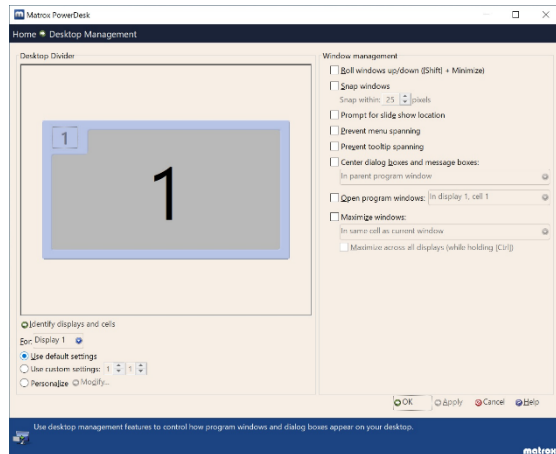 Matrox PowerDesk
Home Desktop Management
Desktop Divider
1
1
Identify displays and cells
For: Display 1
Use default settings
Use custom settings: 1 1
Personalize Modify...
Window management
Roll windows up/down ([Shift] + Minimize)
Snap windows
Snap within: 25 pixels
Prompt for slide show location
Prevent menu spanning
Prevent tooltip spanning
Center dialog boxes and message boxes:
In parent program window
Open program windows: In display 1, cell 1
Maximize windows:
In same cell as current window
Maximize across all displays (while holding [Ctrl])
OK Apply Cancel Help
Use desktop management features to control how program windows and dialog boxes appear on your desktop.
matrox